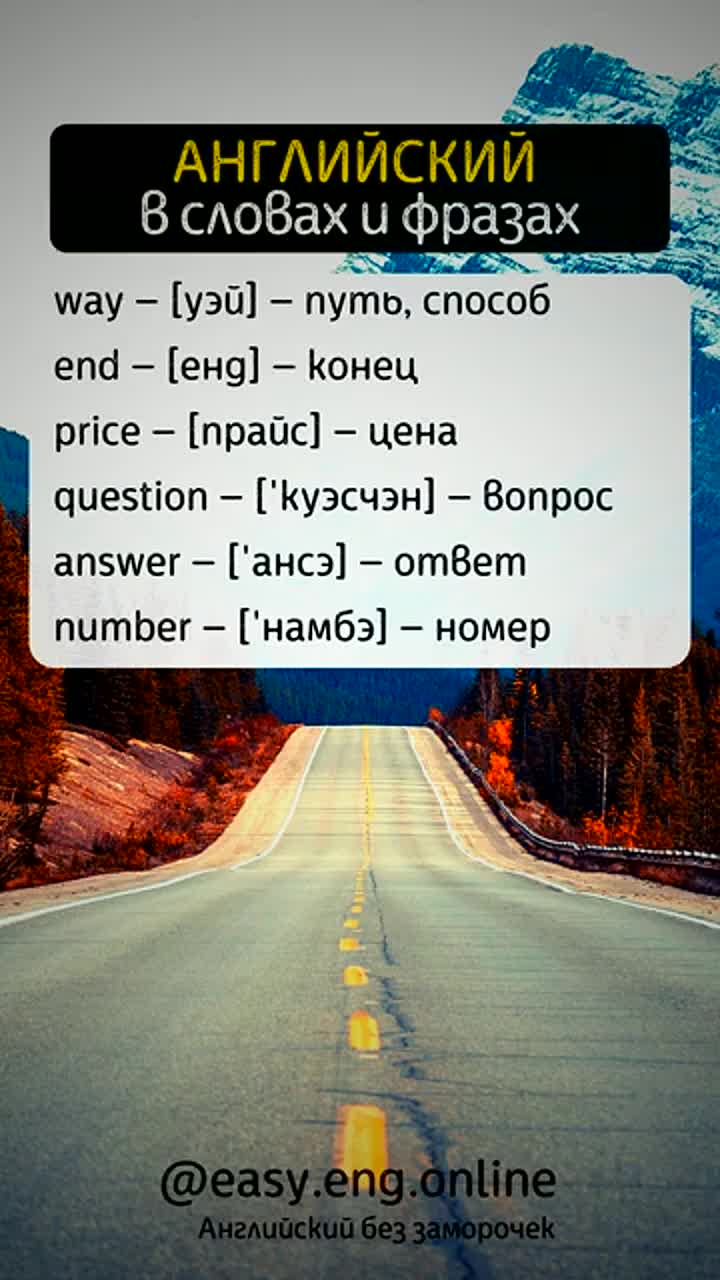 АНГЛИЙСКИЙ
в словах и фразах
way – [уэй] – путь, способ
end – [енд] – конец
price – [прайс] – цена
question – ['куэсчэн] – вопрос
answer – ['ансэ] – ответ
number – ['намбэ] – номер
@easy.eng.online
Английский без заморочек